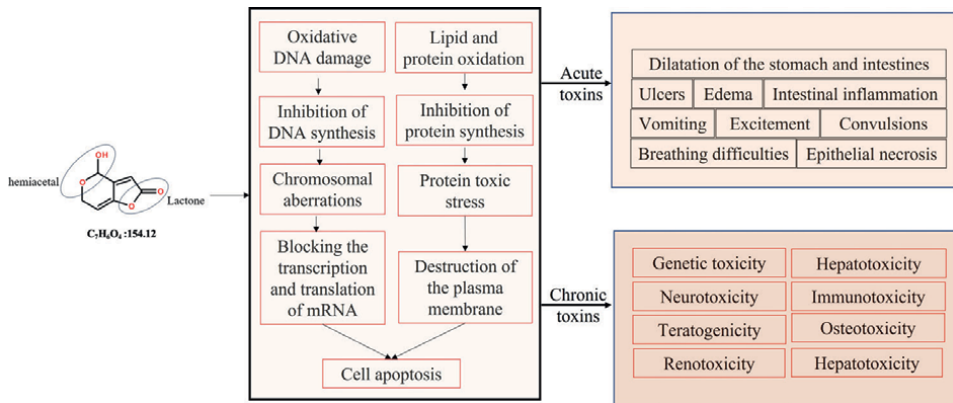 OH
hemiacetal
O
O
O
Lactone
C₇H₆O₄ :154.12
Oxidative
DNA damage
Inhibition of
DNA synthesis
Chromosomal
aberrations
Blocking the
transcription
and translation
of mRNA
Lipid and
protein oxidation
Inhibition of
protein synthesis
Protein toxic
stress
Destruction of
the plasma
membrane
Cell apoptosis
Acute
toxins
Dilatation of the stomach and intestines
Ulcers Edema Intestinal inflammation
Vomiting Excitement Convulsions
Breathing difficulties Epithelial necrosis
Chronic
toxins
Genetic toxicity Hepatotoxicity
Neurotoxicity Immunotoxicity
Teratogenicity Osteotoxicity
Renotoxicity Hepatotoxicity